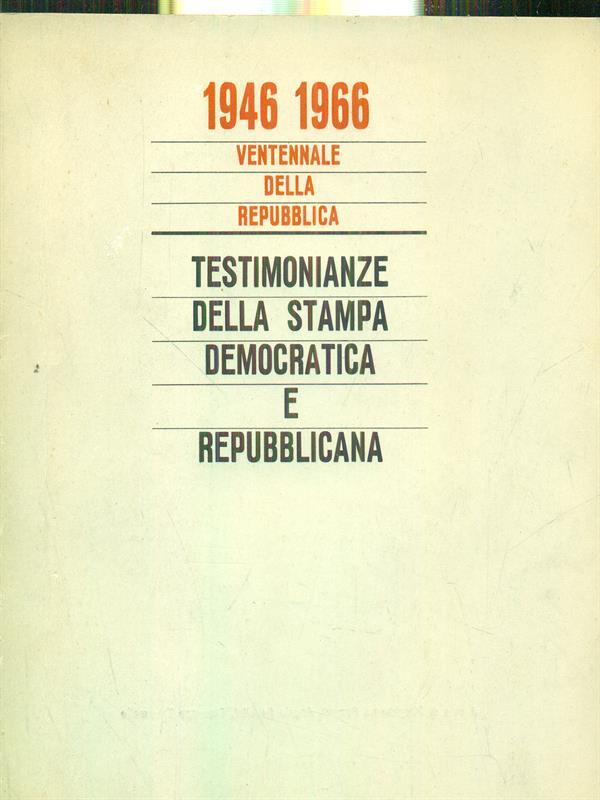 1946 1966
VENTENNALE
DELLA
REPUBBLICA
TESTIMONIANZE
DELLA STAMPA
DEMOCRATICA
E
REPUBBLICANA